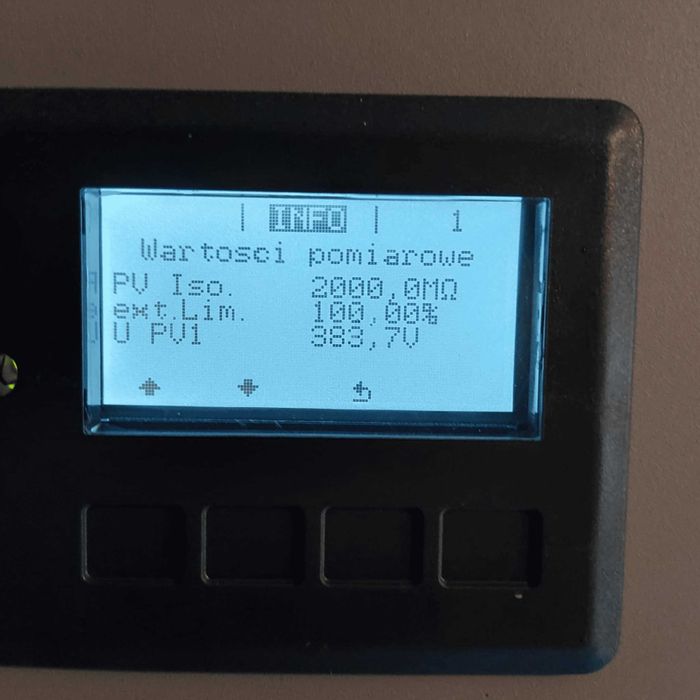 | INFO | 1
Wartosci pomiarowe
PV Iso. 2000,0MΩ
ext.Lim. 100,00%
U PV1 383,7V